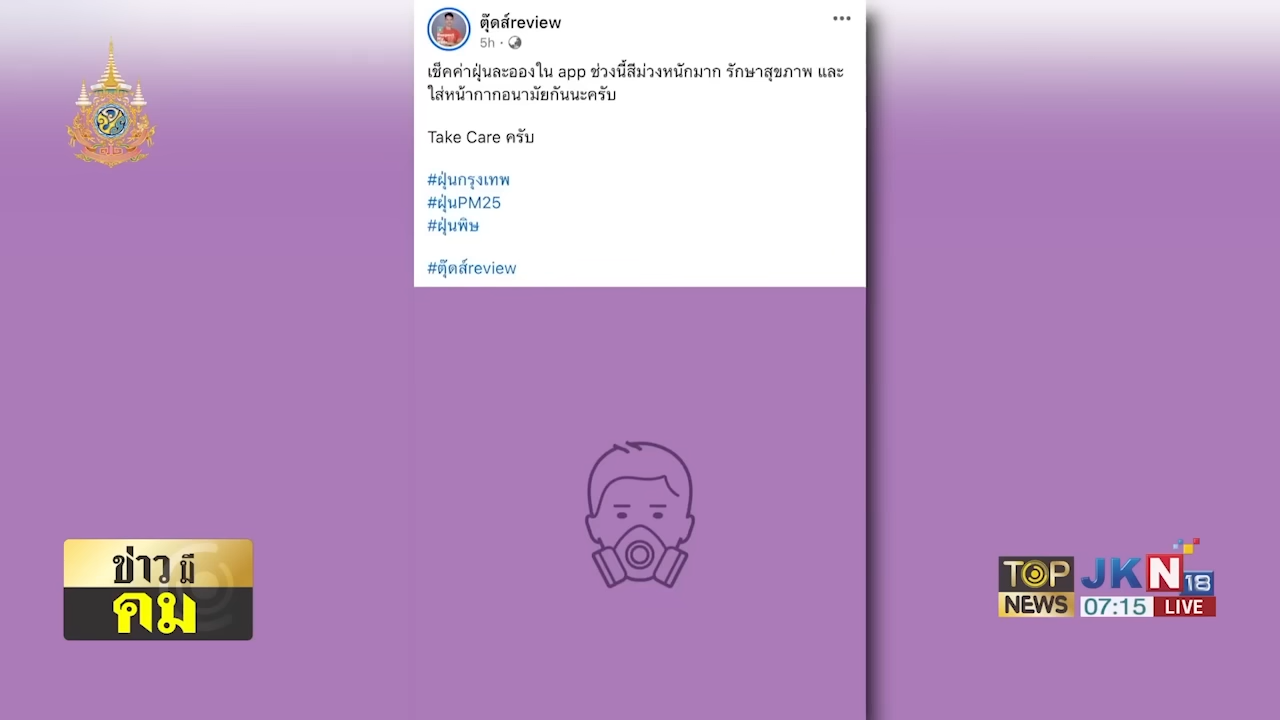 ตุ๊ดส์review
5h
เช็คค่าฝุ่นละอองใน app ช่วงนี้สีม่วงหนักมาก รักษาสุขภาพ และ
ใส่หน้ากากอนามัยกันนะครับ
Take Care ครับ
#ฝุ่นกรุงเทพ
#ฝุ่นPM25
#ฝุ่นพิษ
#ตุ๊ดส์review
ข่าว มี
คม
TOP
NEWS
JKN18
07:15 LIVE